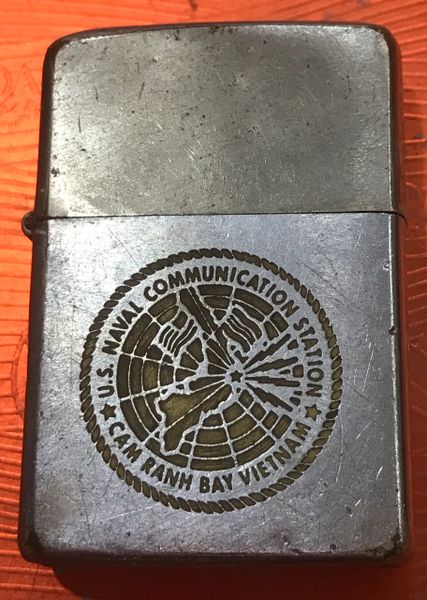 U.S. NAVAL COMMUNICATION STATION
CAM RANH BAY VIETNAM